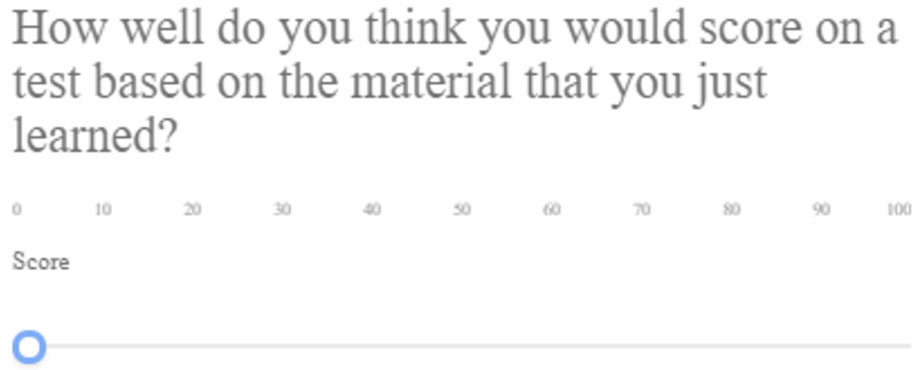 How well do you think you would score on a
test based on the material that you just
learned?
0 10 20 30 40 50 60 70 80 90 100
Score